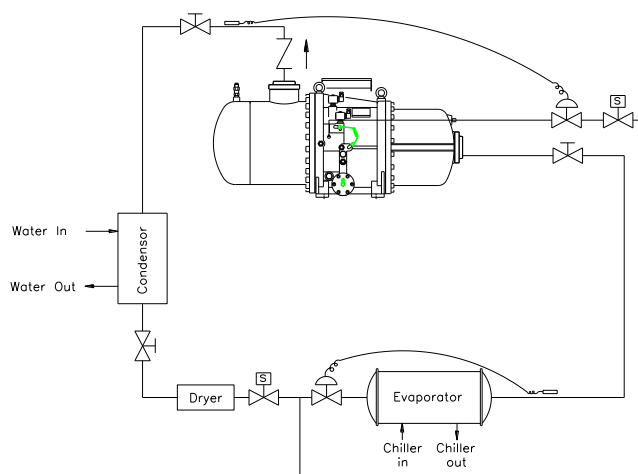 S
Water In
Condensor
Water Out
S
Dryer
Evaporator
Chiller
in
Chiller
out